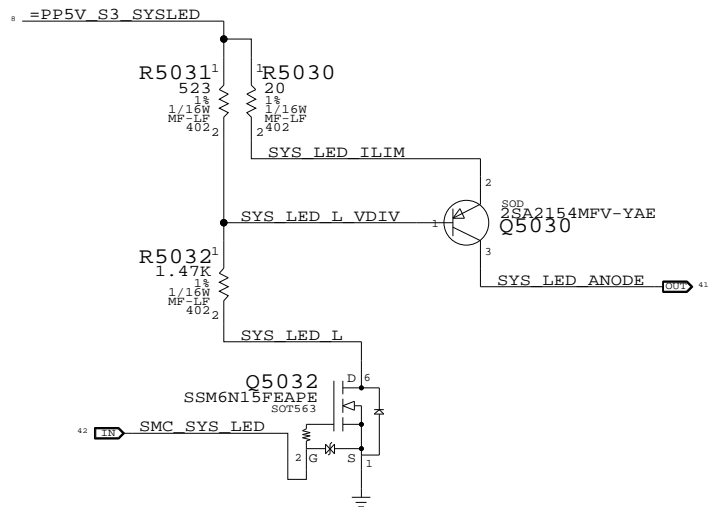 8 =PP5V_S3_SYSLED
R5031 1
523
1%
1/16W
MF-LF
402 2
1 R5030
20
1%
1/16W
MF-LF
2 402
SYS_LED_ILIM
2
SOD
2SA2154MFV-YAE
Q5030
1
3
SYS_LED_L_VDIV
SYS_LED_ANODE
OUT 41
R5032 1
1.47K
1%
1/16W
MF-LF
402 2
SYS_LED_L
Q5032
SSM6N15FEAPE
SOT563
D 6
42 IN SMC_SYS_LED
2 G S 1